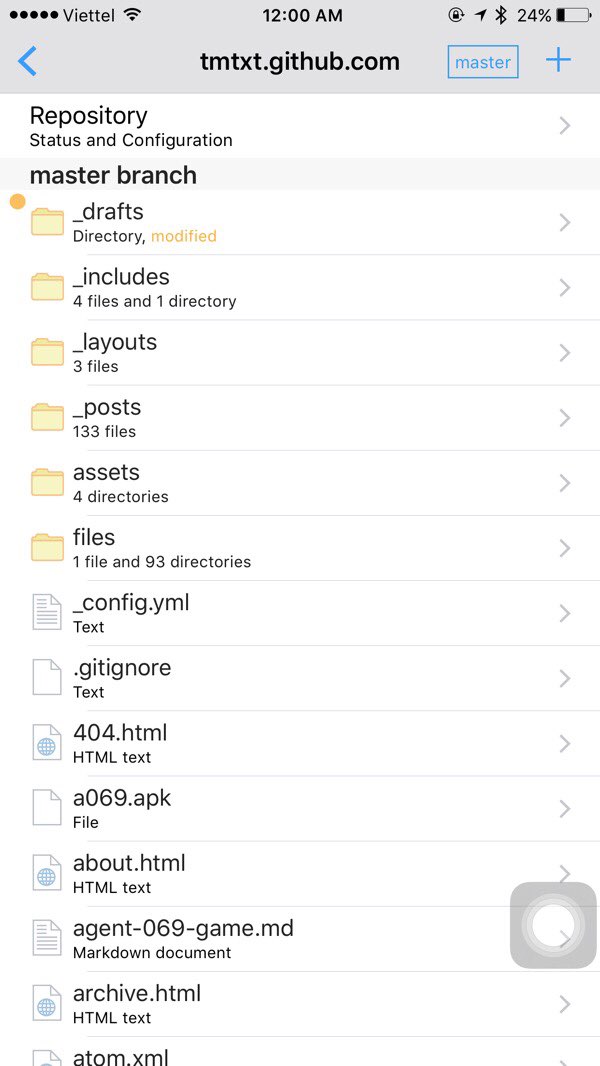 Viettel 12:00 AM 24%
tmtxt.github.com master
Repository
Status and Configuration
master branch
_drafts
Directory, modified
_includes
4 files and 1 directory
_layouts
3 files
_posts
133 files
assets
4 directories
files
1 file and 93 directories
_config.yml
Text
.gitignore
Text
404.html
HTML text
a069.apk
File
about.html
HTML text
agent-069-game.md
Markdown document
archive.html
HTML text
atom.xml